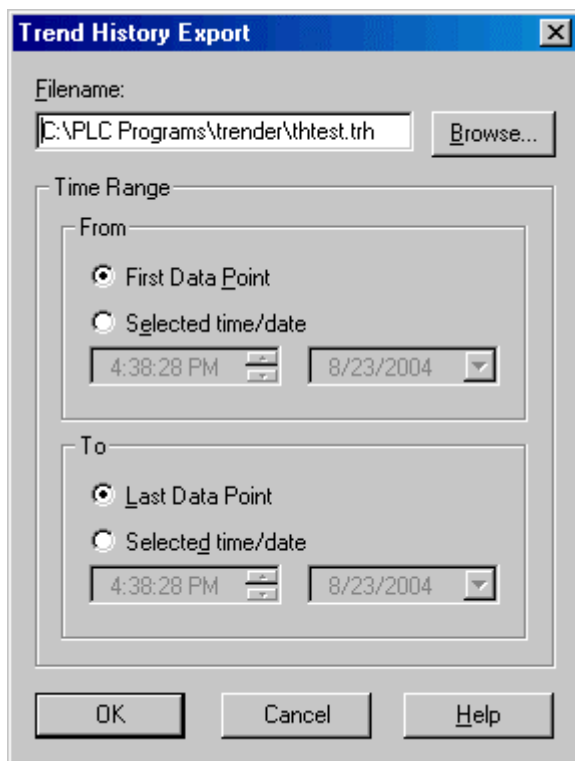 Trend History Export
Filename:
C:\PLC Programs\trender\thtest.trh
Browse...
Time Range
From
First Data Point
Selected time/date
4:38:28 PM 8/23/2004
To
Last Data Point
Selected time/date
4:38:28 PM 8/23/2004
OK Cancel Help